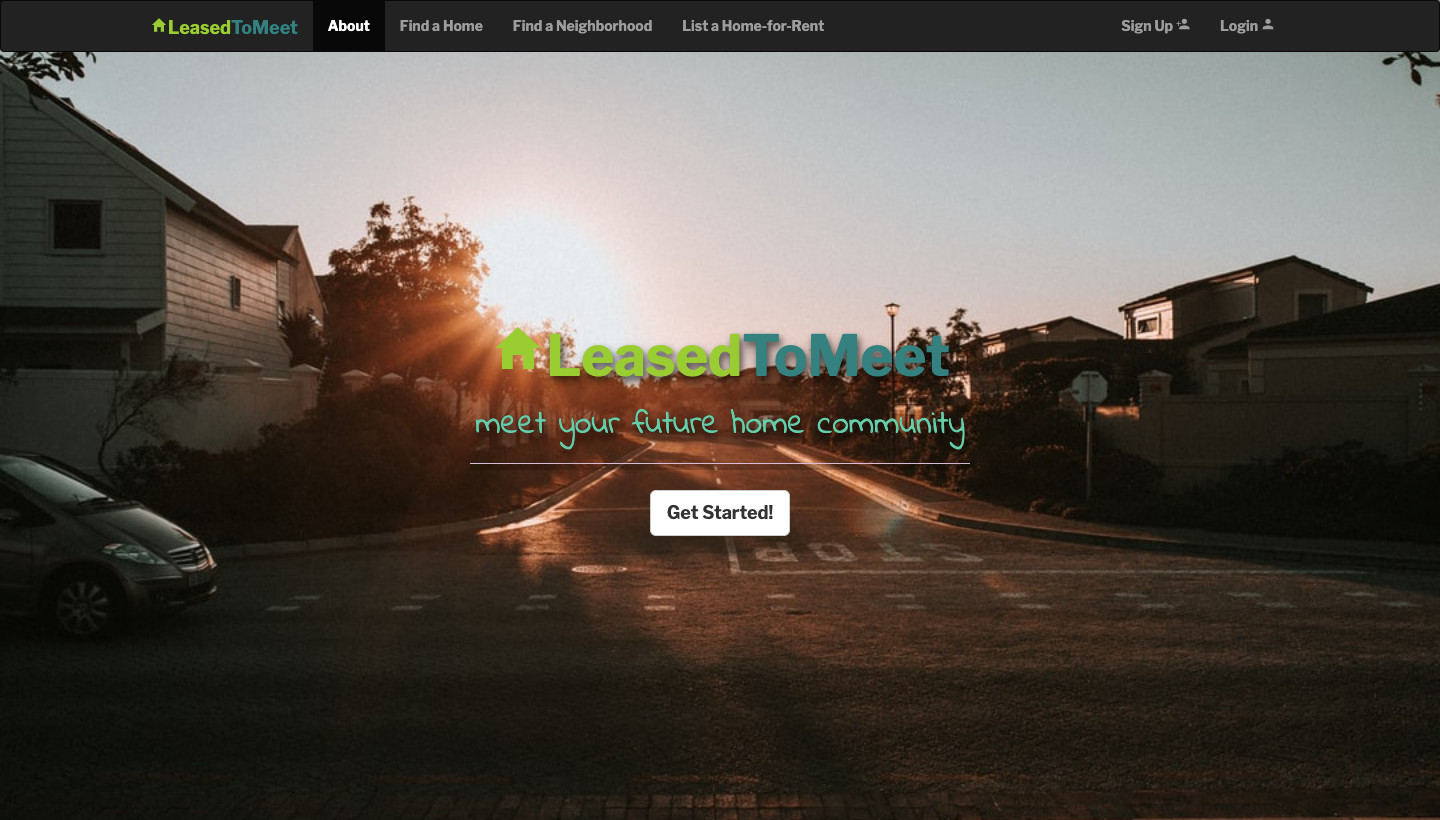 LeasedToMeet About Find a Home Find a Neighborhood List a Home-for-Rent Sign Up Login
LeasedToMeet
meet your future home community
Get Started!
STOP